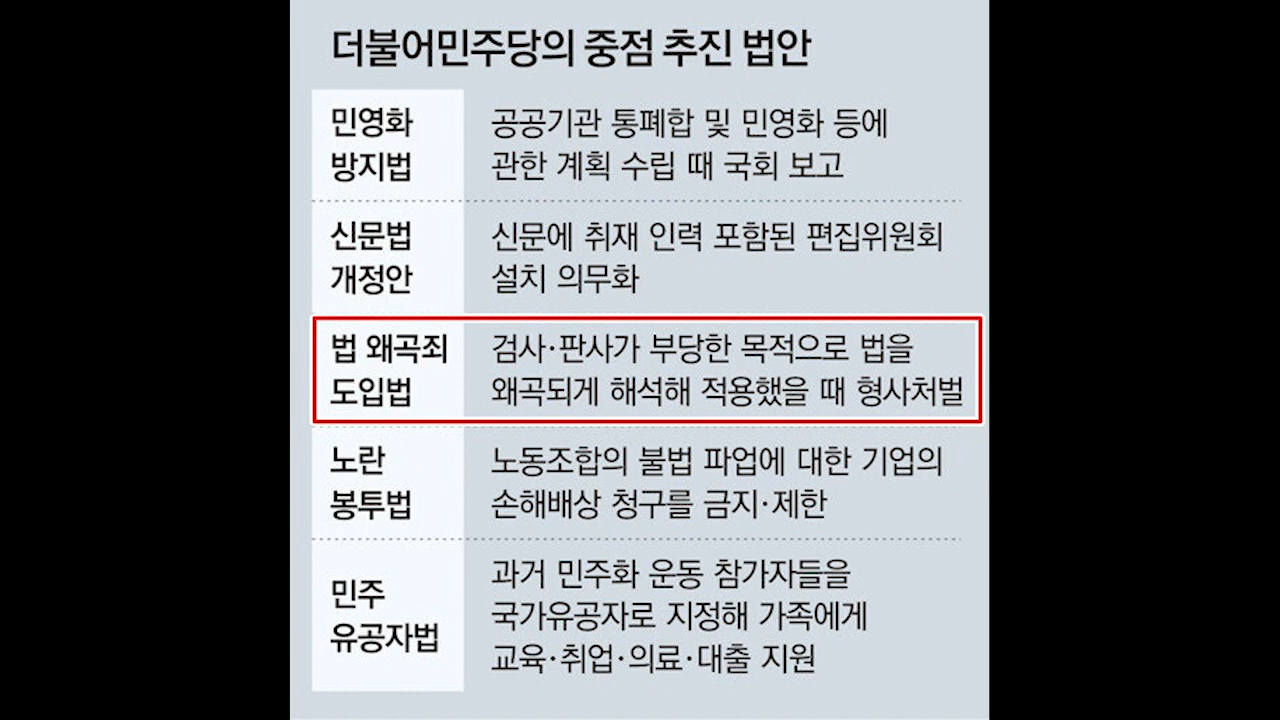 더불어민주당의 중점 추진 법안
민영화
방지법
공공기관 통폐합 및 민영화 등에
관한 계획 수립 때 국회 보고
신문법
개정안
신문에 취재 인력 포함된 편집위원회
설치 의무화
법 왜곡죄
도입법
검사·판사가 부당한 목적으로 법을
왜곡되게 해석해 적용했을 때 형사처벌
노란
봉투법
노동조합의 불법 파업에 대한 기업의
손해배상 청구를 금지·제한
민주
유공자법
과거 민주화 운동 참가자들을
국가유공자로 지정해 가족에게
교육·취업·의료·대출 지원